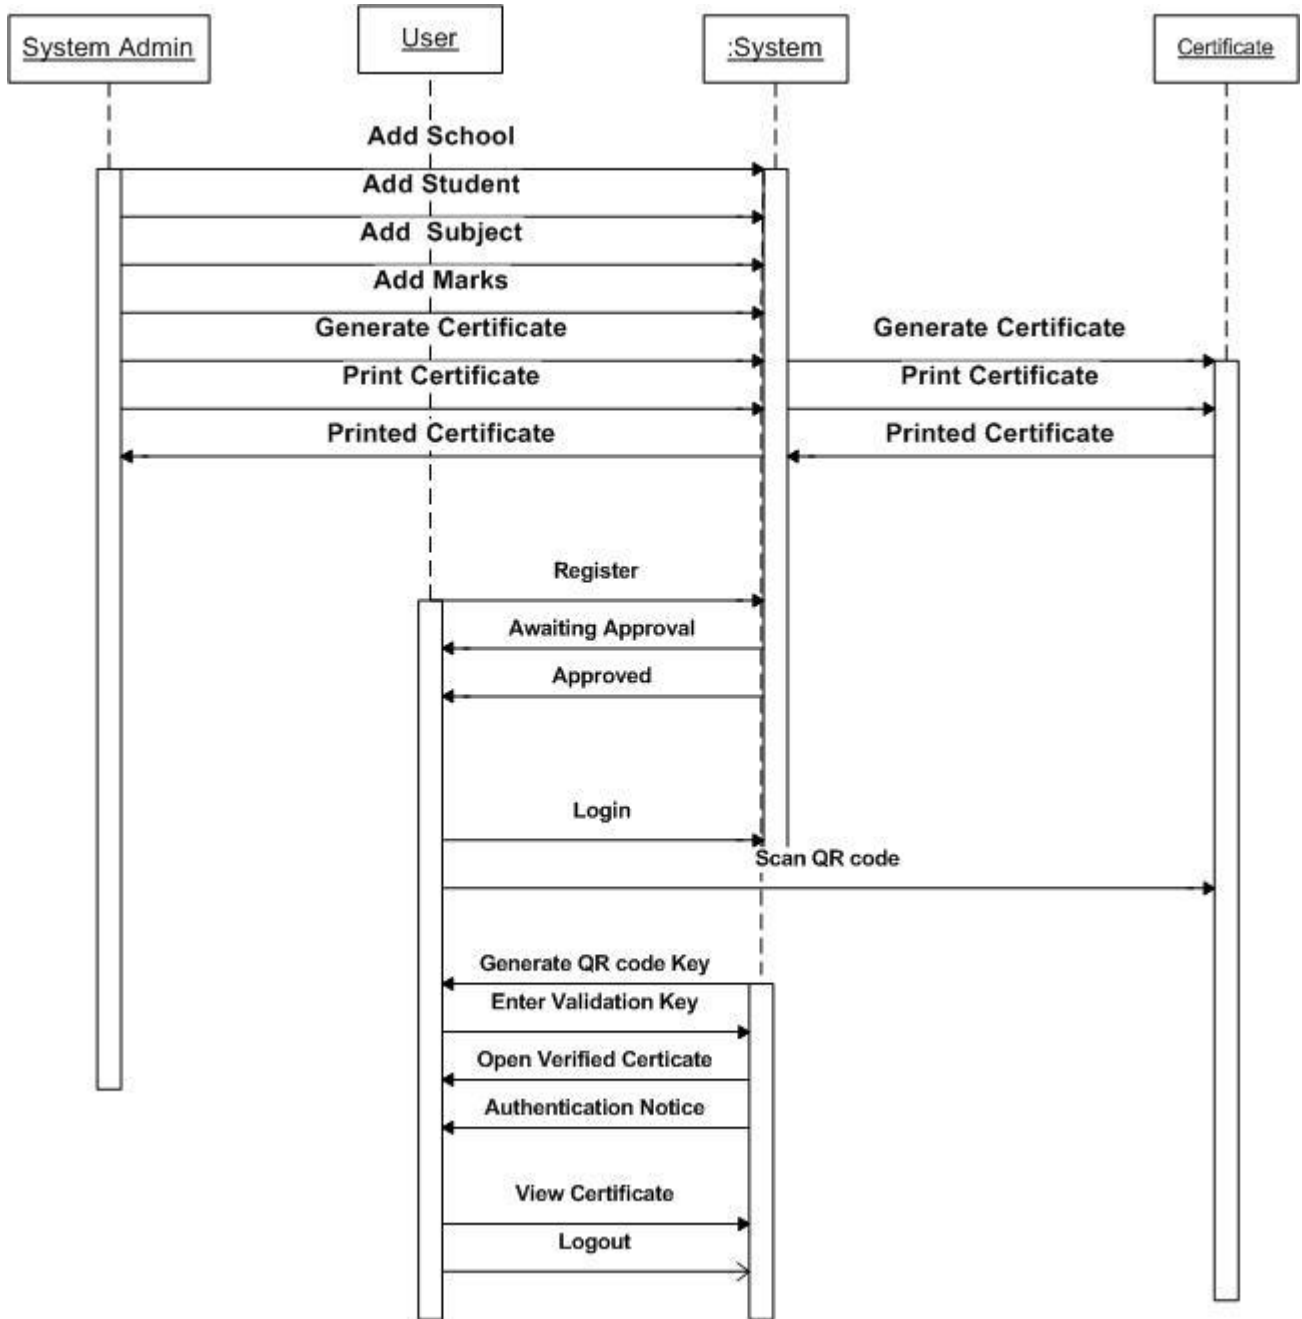 System Admin
User
:System
Certificate
Add School
Add Student
Add Subject
Add Marks
Generate Certificate
Generate Certificate
Print Certificate
Print Certificate
Printed Certificate
Printed Certificate
Register
Awaiting Approval
Approved
Login
Scan QR code
Generate QR code Key
Enter Validation Key
Open Verified Certicate
Authentication Notice
View Certificate
Logout